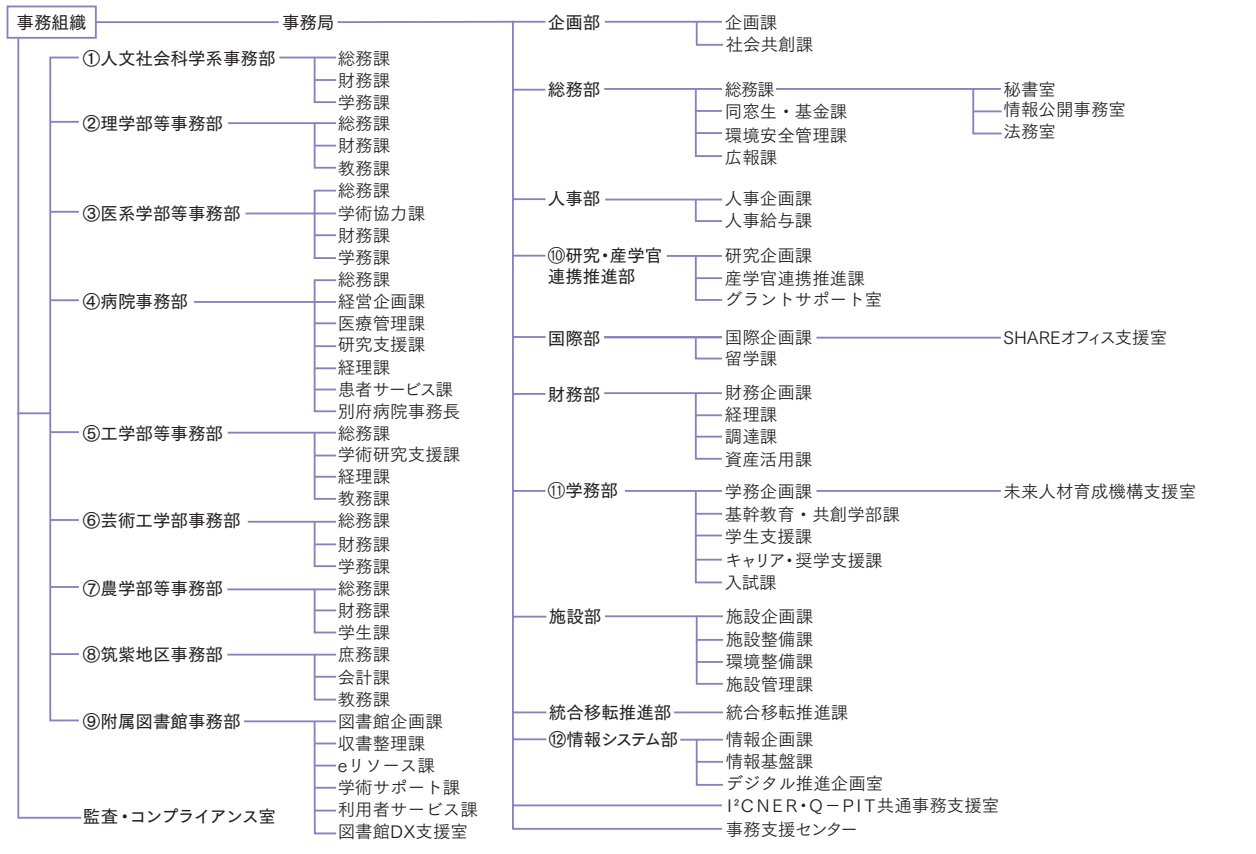 事務組織
事務局
①人文社会科学系事務部
総務課
財務課
学務課
②理学部等事務部
総務課
財務課
教務課
③医系学部等事務部
総務課
学術協力課
財務課
学務課
④病院事務部
総務課
経営企画課
医療管理課
研究支援課
経理課
患者サービス課
別府病院事務長
⑤工学部等事務部
総務課
学術研究支援課
経理課
教務課
⑥芸術工学部事務部
総務課
財務課
学務課
⑦農学部等事務部
総務課
財務課
学生課
⑧筑紫地区事務部
庶務課
会計課
教務課
⑨附属図書館事務部
図書館企画課
収書整理課
eリソース課
学術サポート課
利用者サービス課
図書館DX支援室
監査・コンプライアンス室
企画部
企画課
社会共創課
総務部
総務課
秘書室
情報公開事務室
法務室
同窓生・基金課
環境安全管理課
広報課
人事部
人事企画課
人事給与課
⑩研究・産学官
連携推進部
研究企画課
産学官連携推進課
グラントサポート室
国際部
国際企画課
SHAREオフィス支援室
留学課
財務部
財務企画課
経理課
調達課
資産活用課
⑪学務部
学務企画課
未来人材育成機構支援室
基幹教育・共創学部課
学生支援課
キャリア・奨学支援課
入試課
施設部
施設企画課
施設整備課
環境整備課
施設管理課
統合移転推進部
統合移転推進課
⑫情報システム部
情報企画課
情報基盤課
デジタル推進企画室
I²CNER・Q－PIT共通事務支援室
事務支援センター